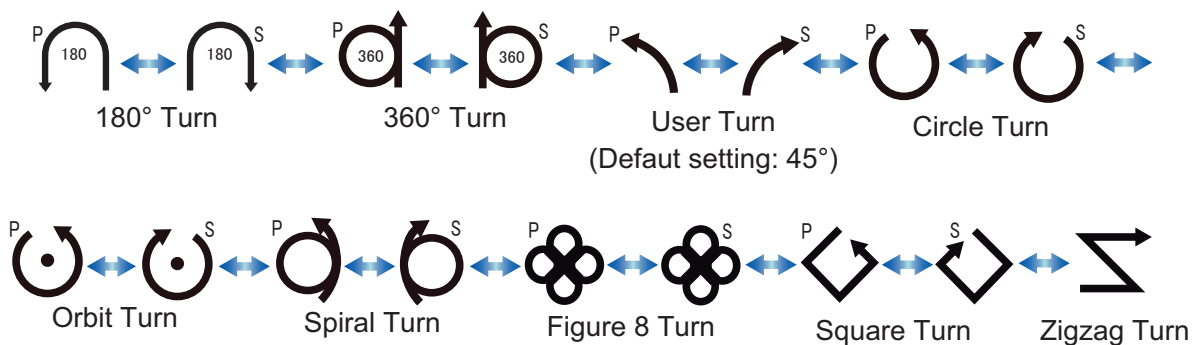 P 180 180 S P 360 S 360 P S P S
180° Turn 360° Turn User Turn Circle Turn
(Defaut setting: 45°)
P S P S P S P S
Orbit Turn Spiral Turn Figure 8 Turn Square Turn Zigzag Turn